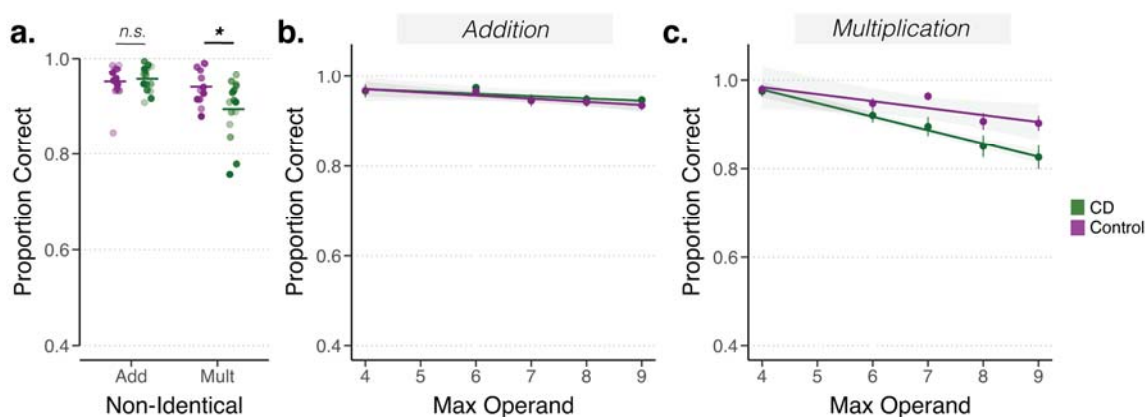 a.
n.s.
*
1.0
0.8
0.6
0.4
Proportion Correct
Add
Mult
Non-Identical
b.
Addition
1.0
0.8
0.6
0.4
Proportion Correct
4 5 6 7 8 9
Max Operand
c.
Multiplication
1.0
0.8
0.6
0.4
Proportion Correct
4 5 6 7 8 9
Max Operand
CD
Control